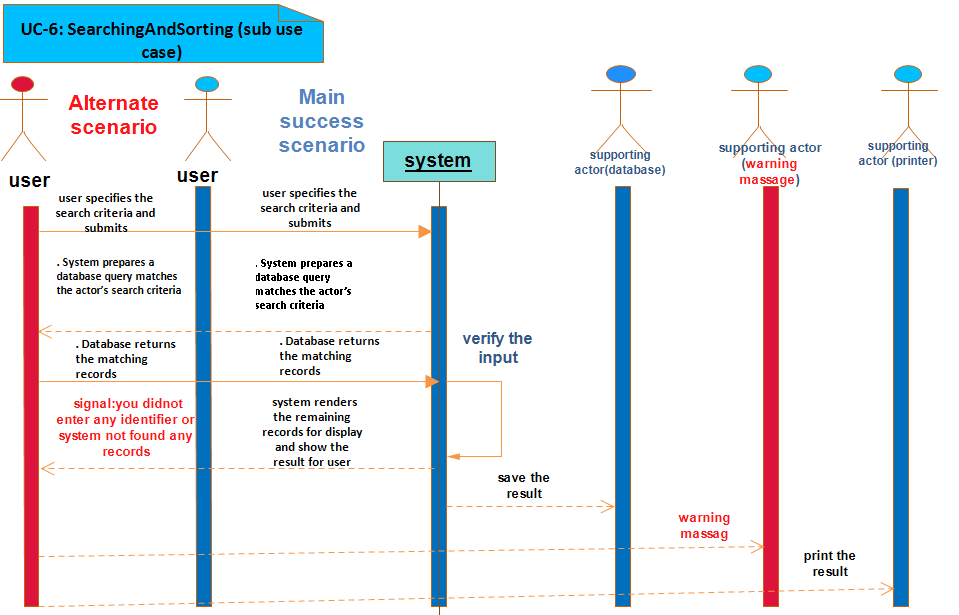 UC-6: SearchingAndSorting (sub use
case)
Alternate
scenario
Main
success
scenario
user
user
system
supporting
actor(database)
supporting actor
(warning
massage)
supporting
actor (printer)
user specifies the
search criteria and
submits
user specifies the
search criteria and
submits
. System prepares a
database query matches
the actor's search criteria
. System prepares a
database query
matches the actor's
search criteria
. Database returns
the matching
records
. Database returns
the matching
records
verify the
input
signal:you didnot
enter any identifier or
system not found any
records
system renders
the remaining
records for display
and show the
result for user
save the
result
warning
massag
print the
result